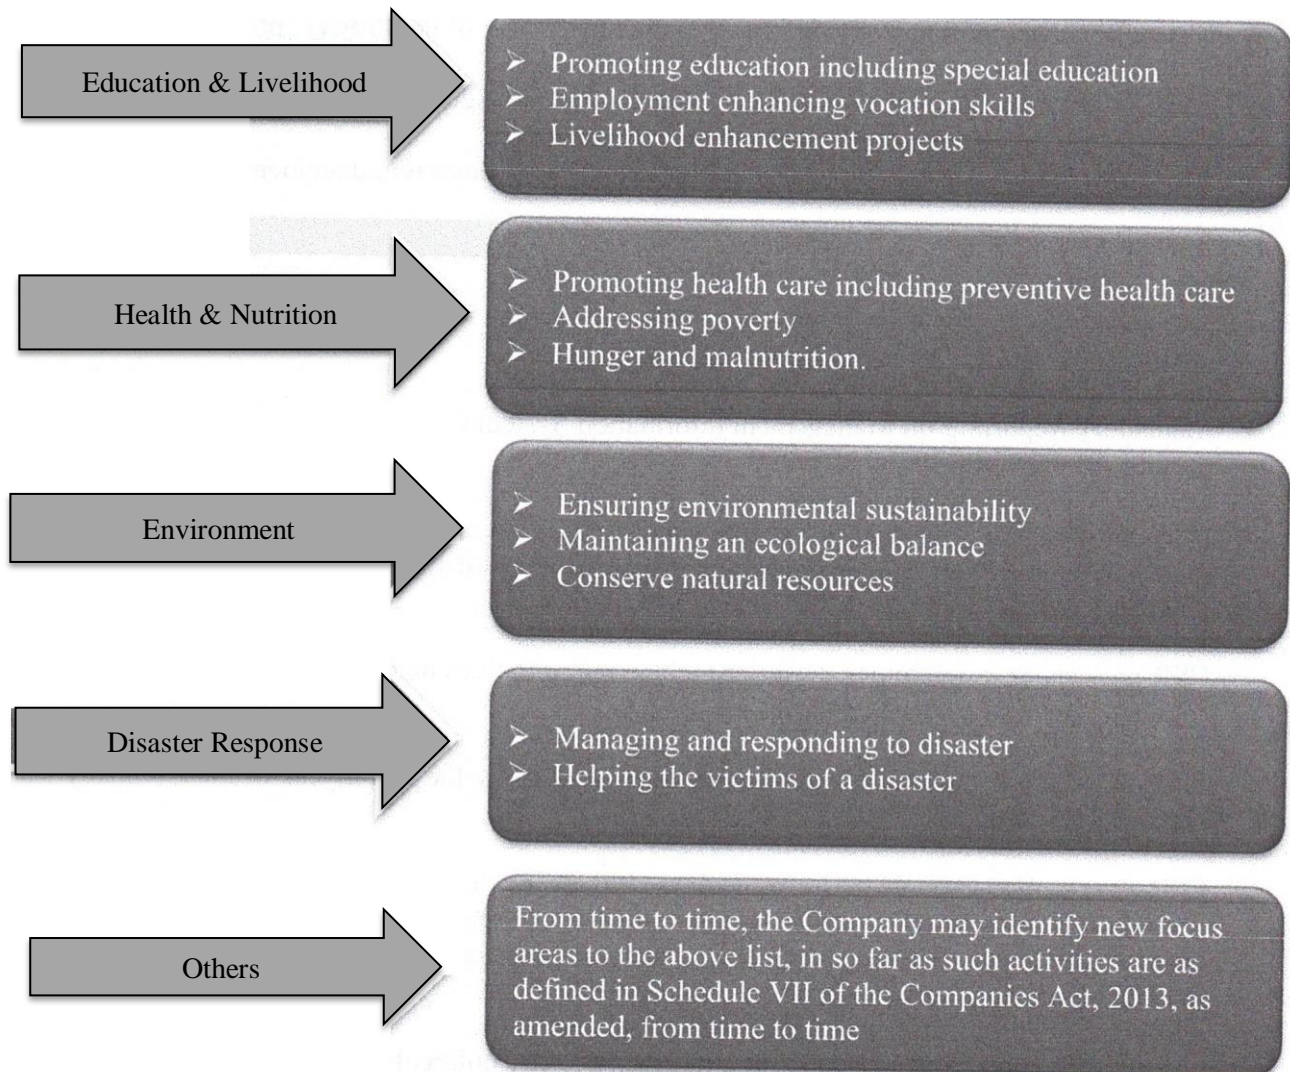 Education & Livelihood
➢ Promoting education including special education
➢ Employment enhancing vocation skills
➢ Livelihood enhancement projects
Health & Nutrition
➢ Promoting health care including preventive health care
➢ Addressing poverty
➢ Hunger and malnutrition.
Environment
➢ Ensuring environmental sustainability
➢ Maintaining an ecological balance
➢ Conserve natural resources
Disaster Response
➢ Managing and responding to disaster
➢ Helping the victims of a disaster
Others
From time to time, the Company may identify new focus
areas to the above list, in so far as such activities are as
defined in Schedule VII of the Companies Act, 2013, as
amended, from time to time